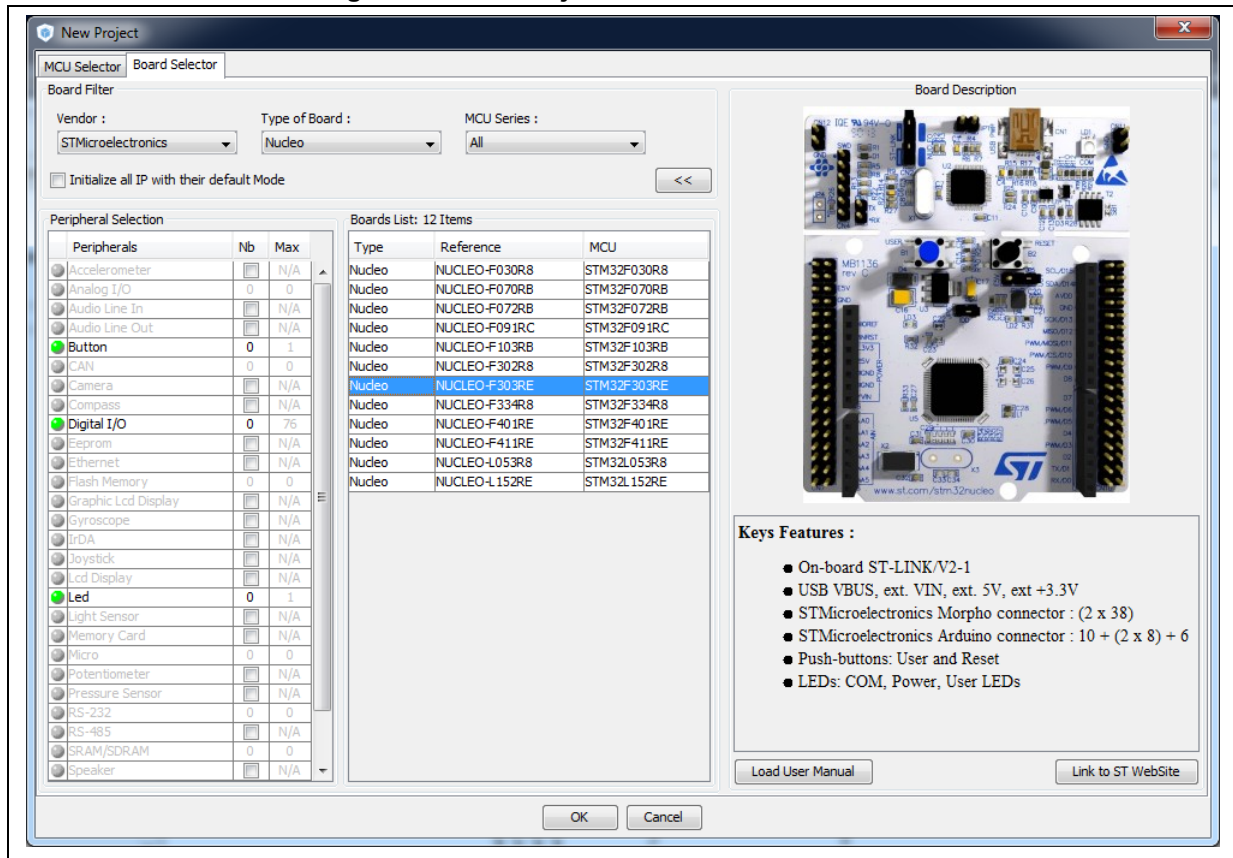 New Project
MCU Selector Board Selector
Board Filter
Vendor : Type of Board : MCU Series :
STMicroelectronics Nucleo All
Initialize all IP with their default Mode <<
Peripheral Selection
Peripherals Nb Max
Accelerometer N/A
Analog I/O 0 0
Audio Line In N/A
Audio Line Out N/A
Button 0 1
CAN 0 0
Camera N/A
Compass N/A
Digital I/O 0 76
Eeprom N/A
Ethernet N/A
Flash Memory 0 0
Graphic Lcd Display N/A
Gyroscope N/A
IrDA N/A
Joystick N/A
Lcd Display N/A
Led 0 1
Light Sensor N/A
Memory Card N/A
Micro 0 0
Potentiometer N/A
Pressure Sensor N/A
RS-232 0 0
RS-485 N/A
SRAM/SDRAM 0 0
Speaker N/A
Boards List: 12 Items
Type Reference MCU
Nucleo NUCLEO-F030R8 STM32F030R8
Nucleo NUCLEO-F070RB STM32F070RB
Nucleo NUCLEO-F072RB STM32F072RB
Nucleo NUCLEO-F091RC STM32F091RC
Nucleo NUCLEO-F103RB STM32F103RB
Nucleo NUCLEO-F302R8 STM32F302R8
Nucleo NUCLEO-F303RE STM32F303RE
Nucleo NUCLEO-F334R8 STM32F334R8
Nucleo NUCLEO-F401RE STM32F401RE
Nucleo NUCLEO-F411RE STM32F411RE
Nucleo NUCLEO-L053R8 STM32L053R8
Nucleo NUCLEO-L152RE STM32L152RE
Board Description
USER B1 B2 RESET
MB1136
rev C
www.st.com/stm32nucleo
Keys Features :
On-board ST-LINK/V2-1
USB VBUS, ext. VIN, ext. 5V, ext +3.3V
STMicroelectronics Morpho connector : (2 x 38)
STMicroelectronics Arduino connector : 10 + (2 x 8) + 6
Push-buttons: User and Reset
LEDs: COM, Power, User LEDs
Load User Manual Link to ST WebSite
OK Cancel